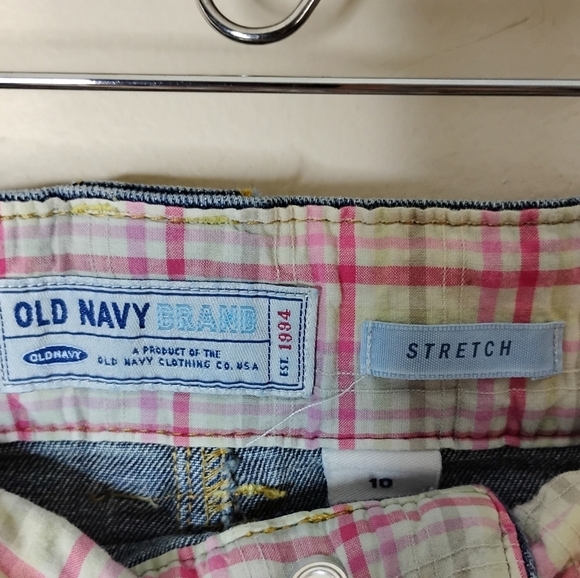 OLD NAVY BRAND
OLD NAVY
A PRODUCT OF THE
OLD NAVY CLOTHING CO. USA
EST. 1994
STRETCH
10